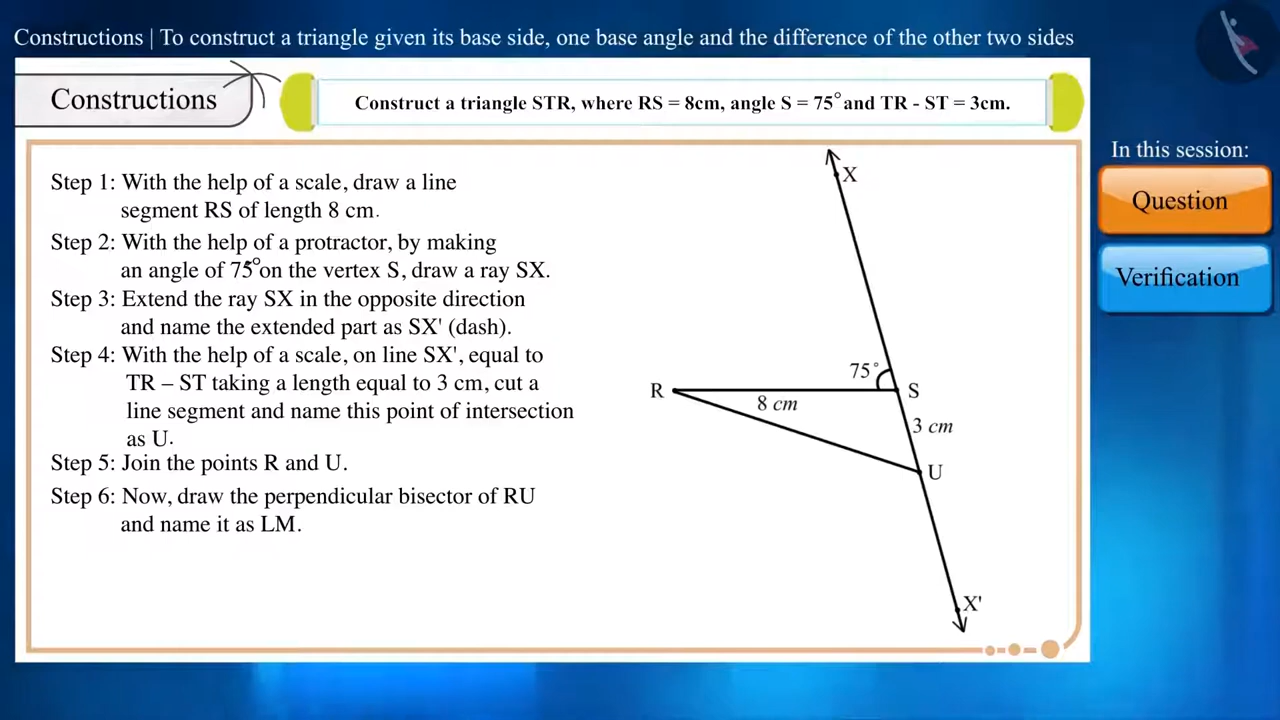 Constructions | To construct a triangle given its base side, one base angle and the difference of the other two sides
Constructions
Construct a triangle STR, where RS = 8cm, angle S = 75° and TR - ST = 3cm.
In this session:
Question
Verification
Step 1: With the help of a scale, draw a line
segment RS of length 8 cm.
Step 2: With the help of a protractor, by making
an angle of 75° on the vertex S, draw a ray SX.
Step 3: Extend the ray SX in the opposite direction
and name the extended part as SX' (dash).
Step 4: With the help of a scale, on line SX', equal to
TR – ST taking a length equal to 3 cm, cut a
line segment and name this point of intersection
as U.
Step 5: Join the points R and U.
Step 6: Now, draw the perpendicular bisector of RU
and name it as LM.
X
75°
R
S
8 cm
3 cm
U
X'